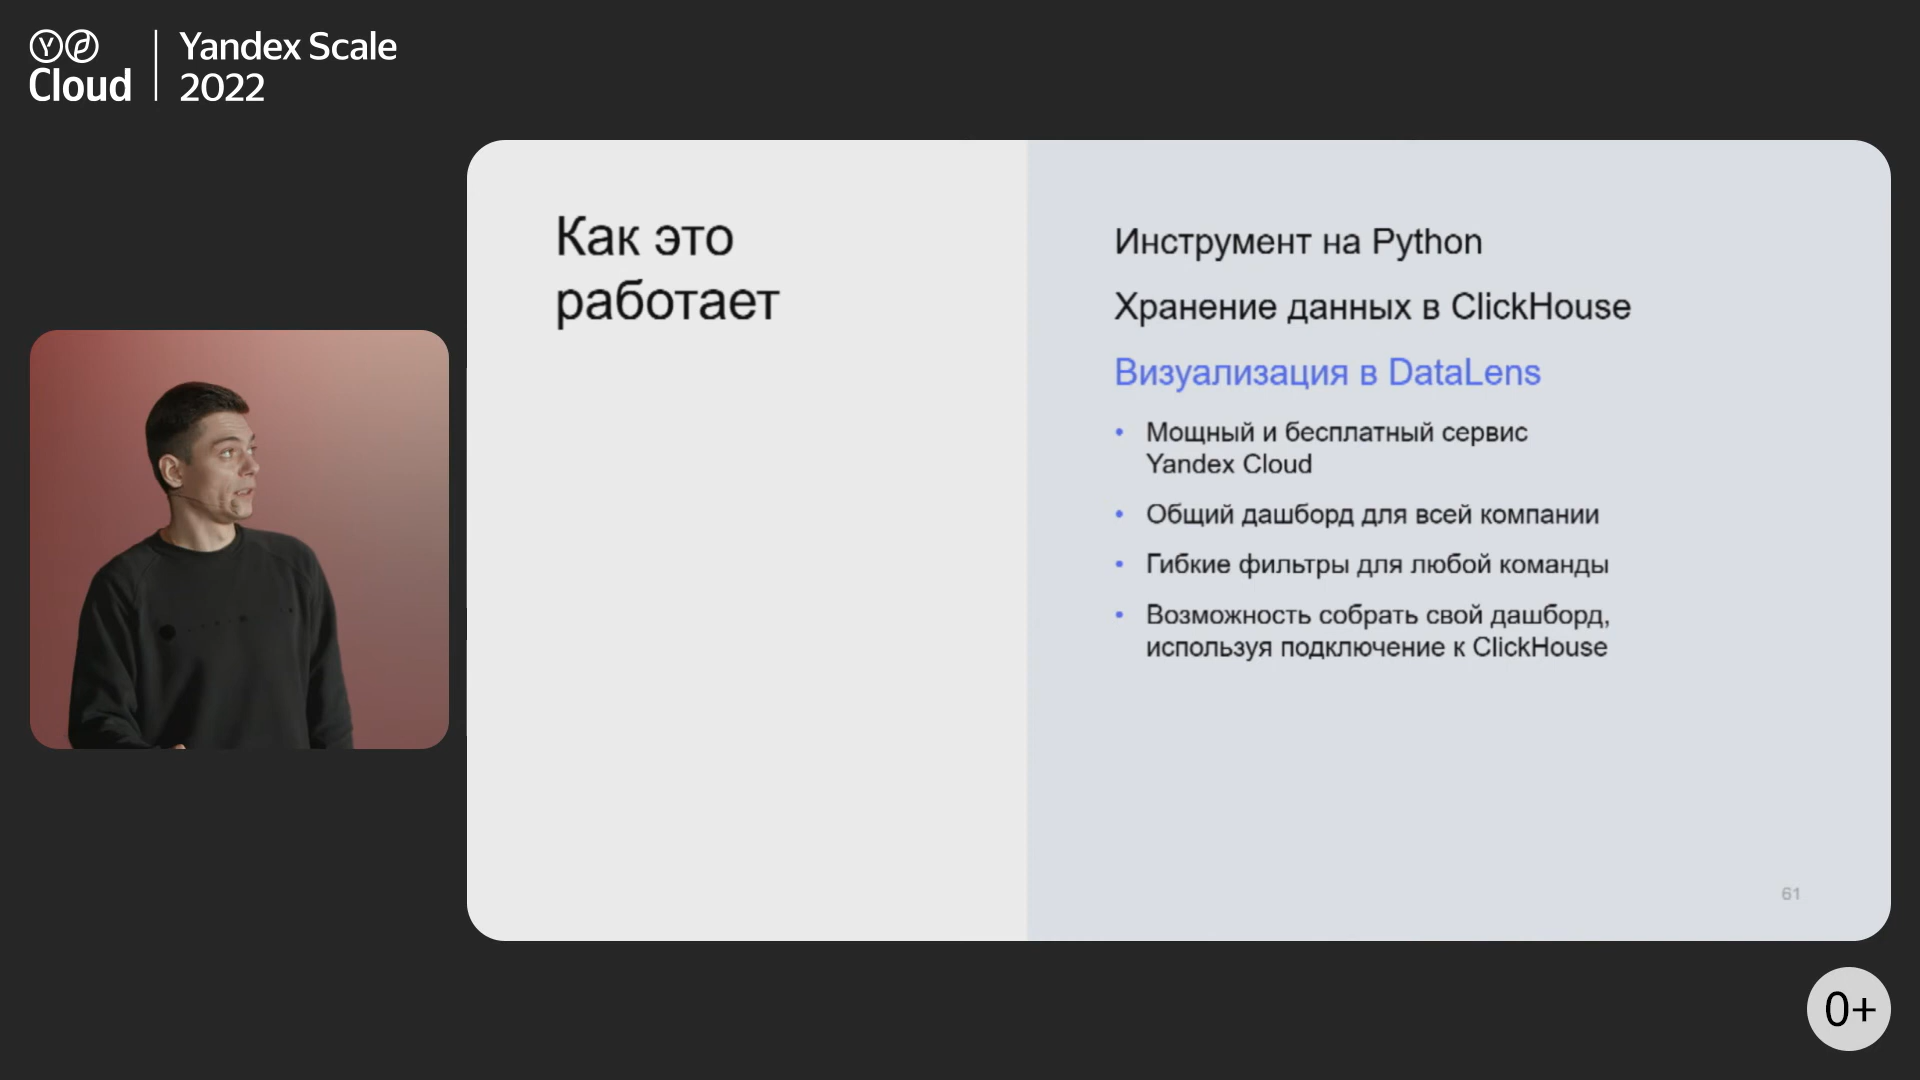 Cloud
Yandex Scale
2022
Как это
работает
Инструмент на Python
Хранение данных в ClickHouse
Визуализация в DataLens
• Мощный и бесплатный сервис
Yandex Cloud
• Общий дашборд для всей компании
• Гибкие фильтры для любой команды
• Возможность собрать свой дашборд,
используя подключение к ClickHouse
61
0+